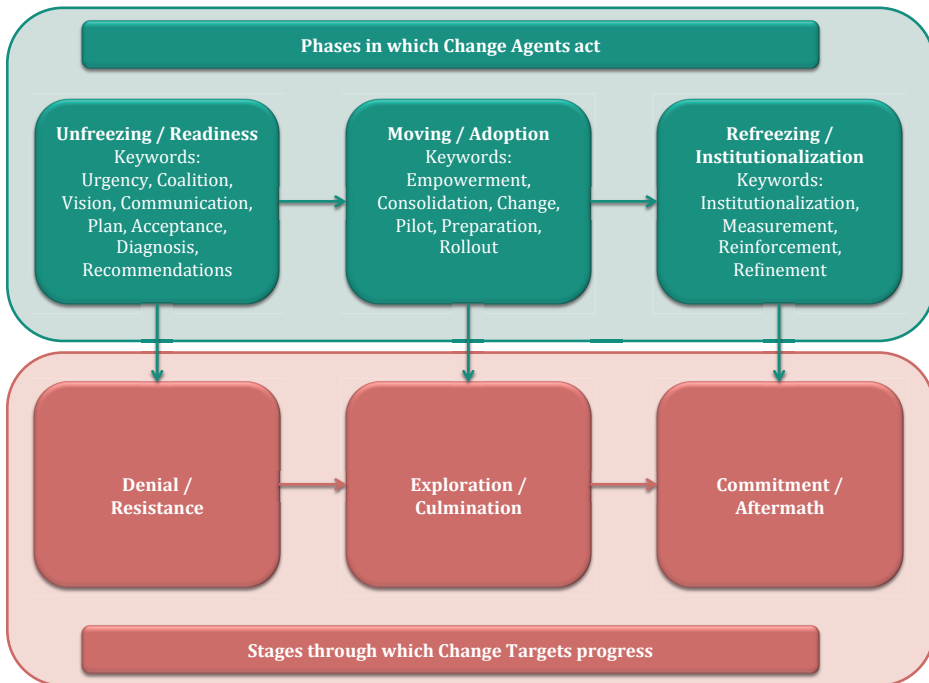 Phases in which Change Agents act
Unfreezing / Readiness
Keywords:
Urgency, Coalition,
Vision, Communication,
Plan, Acceptance,
Diagnosis,
Recommendations
Moving / Adoption
Keywords:
Empowerment,
Consolidation, Change,
Pilot, Preparation,
Rollout
Refreezing /
Institutionalization
Keywords:
Institutionalization,
Measurement,
Reinforcement,
Refinement
Denial /
Resistance
Exploration /
Culmination
Commitment /
Aftermath
Stages through which Change Targets progress